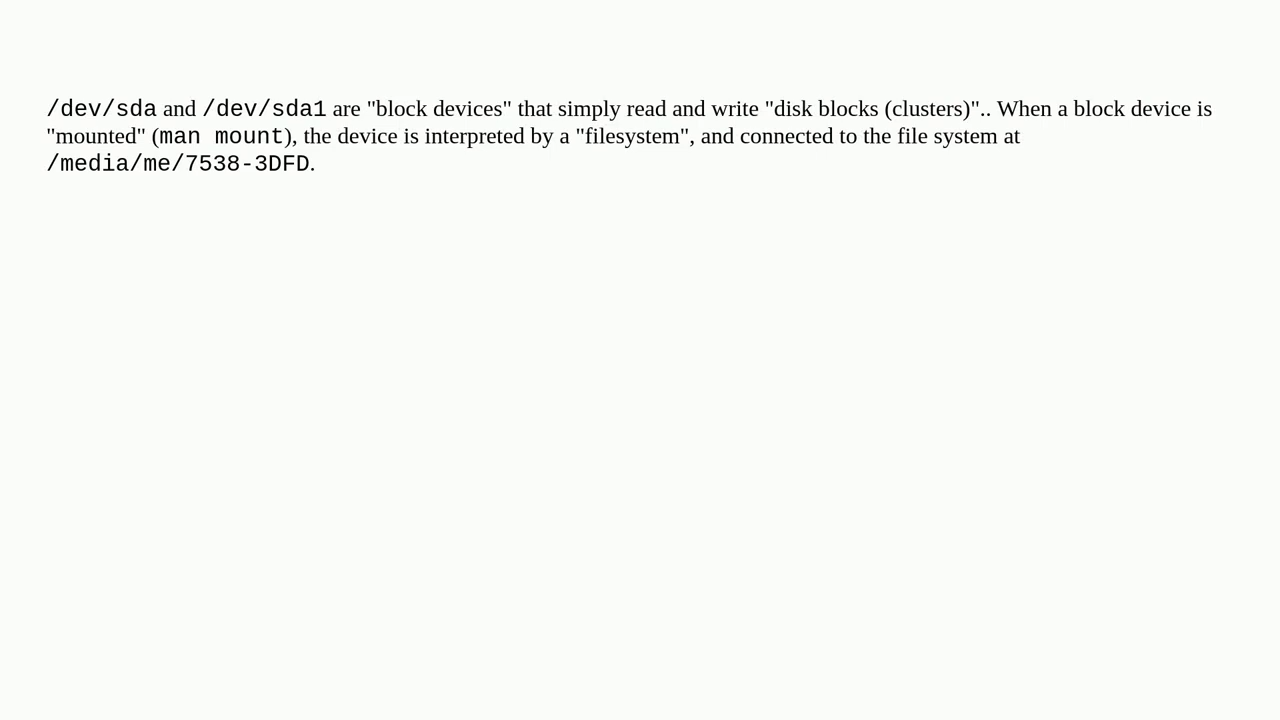 /dev/sda and /dev/sda1 are "block devices" that simply read and write "disk blocks (clusters)".. When a block device is
"mounted" (man mount), the device is interpreted by a "filesystem", and connected to the file system at
/media/me/7538-3DFD.